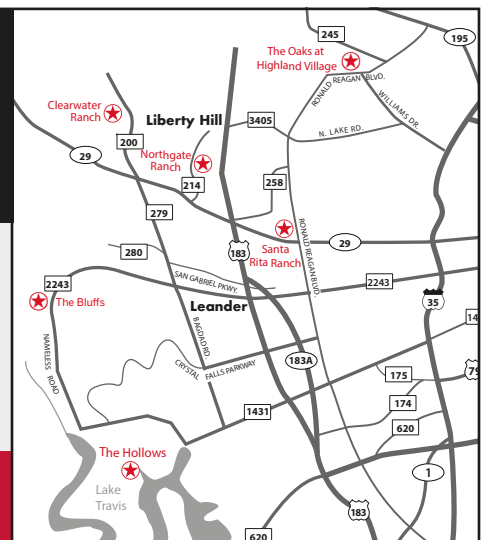 245
195
The Oaks at
Highland Village
RONALD REAGAN BLVD.
WILLIAMS DR.
Clearwater
Ranch
Liberty Hill
3405
N. LAKE RD.
200
29
Northgate
Ranch
214
258
279
Santa
Rita Ranch
RONALD REAGAN BLVD.
29
280
183
SAN GABRIEL PKWY.
2243
2243
The Bluffs
Leander
35
BAGDAD RD.
14
NAMELESS ROAD
CRYSTAL FALLS PARKWAY
183A
175
79
174
1431
620
The Hollows
Lake
Travis
1
183
620